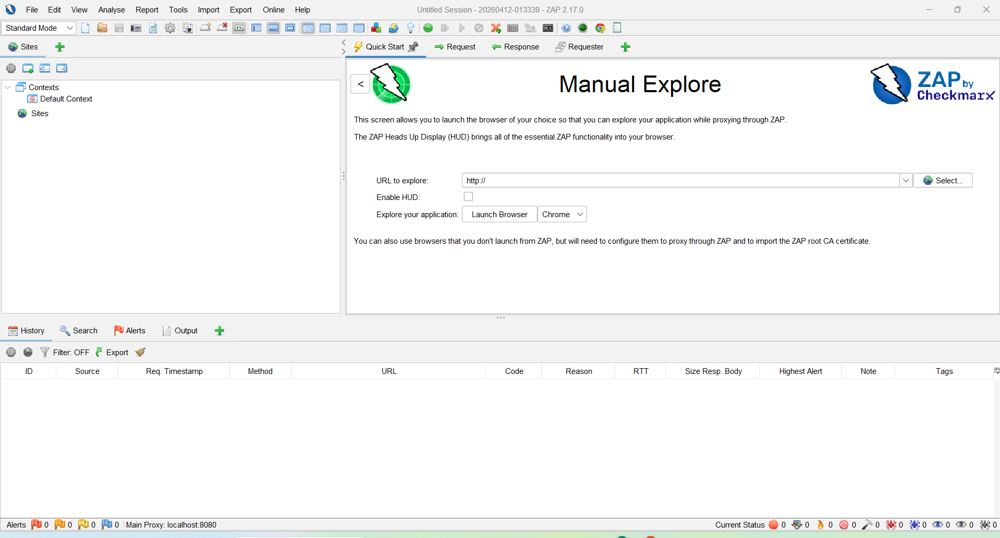 File Edit View Analyse Report Tools Import Export Online Help
Untitled Session - 20260412-013339 - ZAP 2.17.0
Standard Mode
Sites
Quick Start Request Response Requester
Contexts
Default Context
Sites
<
Manual Explore
ZAP by
Checkmarx
This screen allows you to launch the browser of your choice so that you can explore your application while proxying through ZAP.
The ZAP Heads Up Display (HUD) brings all of the essential ZAP functionality into your browser.
URL to explore: http:// Select...
Enable HUD:
Explore your application: Launch Browser Chrome
You can also use browsers that you don't launch from ZAP, but will need to configure them to proxy through ZAP and to import the ZAP root CA certificate.
History Search Alerts Output
Filter: OFF Export
ID Source Req. Timestamp Method URL Code Reason RTT Size Resp. Body Highest Alert Note Tags
Alerts 0 0 0 0 Main Proxy: localhost:8080
Current Status 0 0 0 0 0 0 0 0 0 0